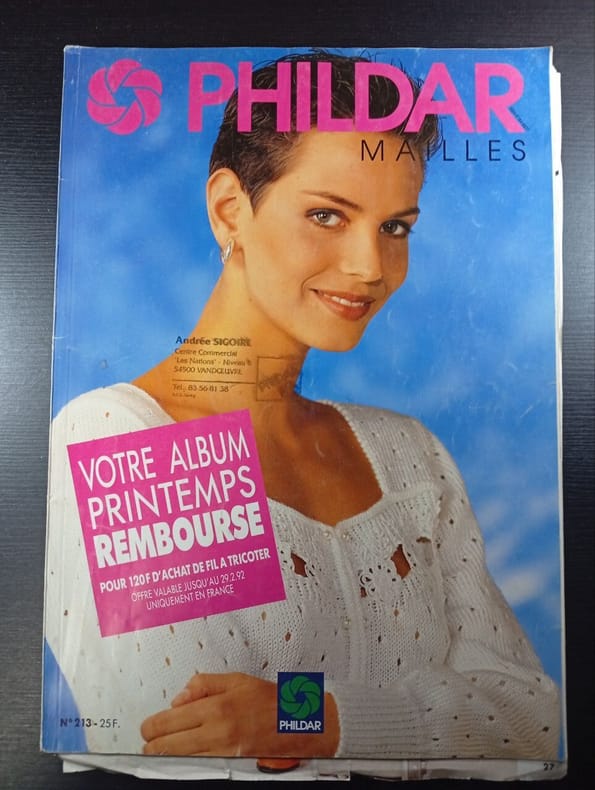 PHILDAR
MAILLES
Andrée SIGOIRE
Centre Commercial
"Les Nations" - Niveau
54500 VANDŒUVRE
Tél. 83 56 81 38
VOTRE ALBUM
PRINTEMPS
REMBOURSE
POUR 120F D'ACHAT DE FIL A TRICOTER
OFFRE VALABLE JUSQU'AU 29.2.92
UNIQUEMENT EN FRANCE
PHILDAR
N° 213 - 25 F.
27